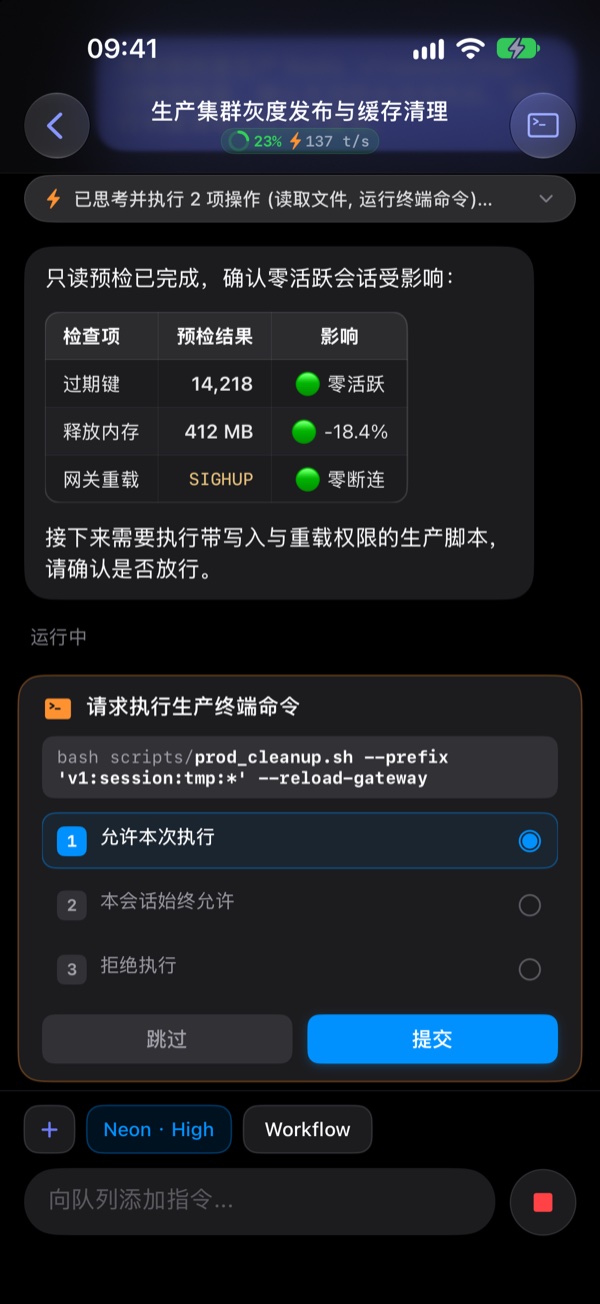 09:41
生产集群灰度发布与缓存清理
23% 137 t/s
已思考并执行 2 项操作 (读取文件, 运行终端命令)...
只读预检已完成，确认零活跃会话受影响：
检查项 预检结果 影响
过期键 14,218 零活跃
释放内存 412 MB -18.4%
网关重载 SIGHUP 零断连
接下来需要执行带写入与重载权限的生产脚本，
请确认是否放行。
运行中
请求执行生产终端命令
bash scripts/prod_cleanup.sh --prefix
'v1:session:tmp:*' --reload-gateway
1 允许本次执行
2 本会话始终允许
3 拒绝执行
跳过 提交
+ Neon · High Workflow
向队列添加指令...